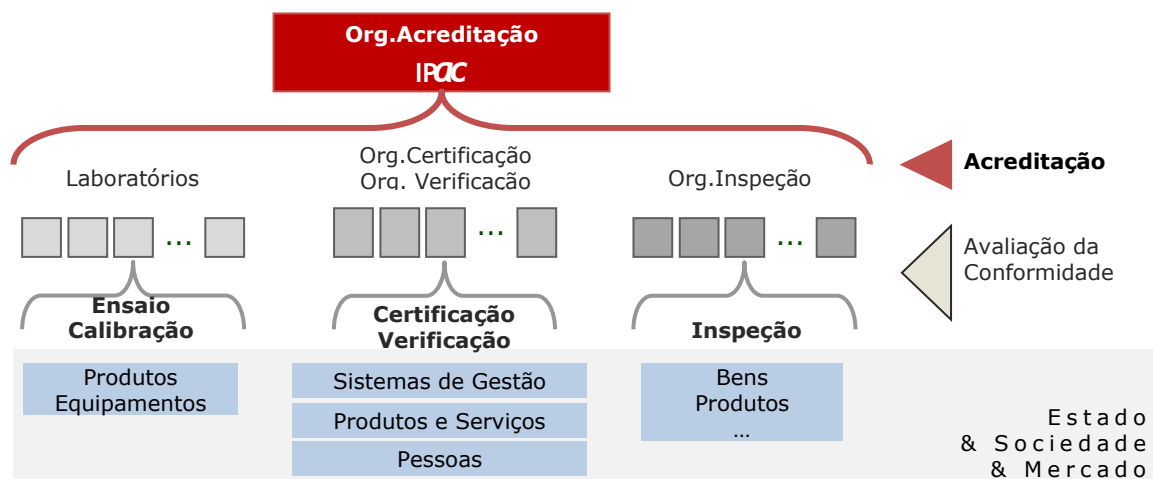 Org.Acreditação
IPac
Org.Certificação
Org. Verificação
Laboratórios
Org.Inspeção
Acreditação
...
...
...
Avaliação da
Conformidade
Ensaio
Calibração
Certificação
Verificação
Inspeção
Produtos
Equipamentos
Sistemas de Gestão
Produtos e Serviços
Pessoas
Bens
Produtos
...
Estado
& Sociedade
& Mercado